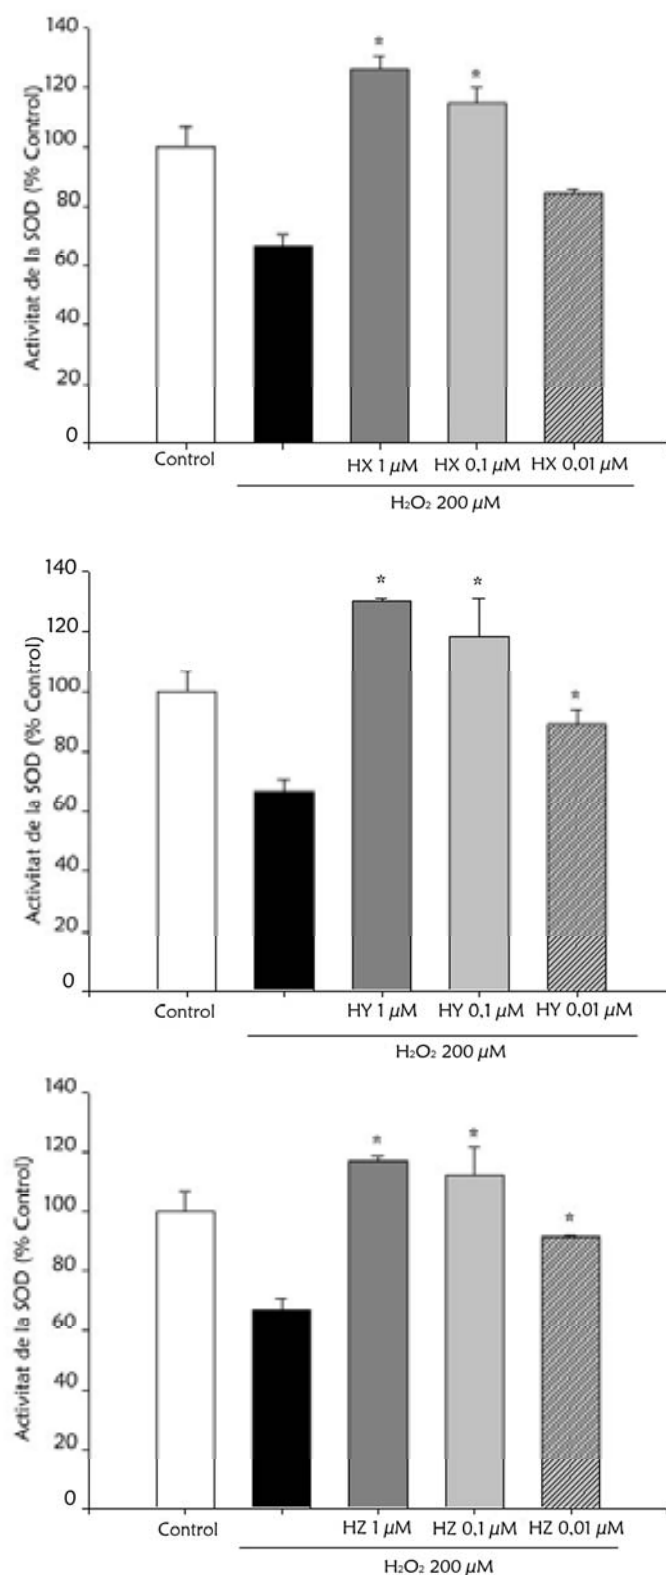 Activitat de la SOD (% Control)
140
120
100
80
60
40
20
0
* *
Control HX 1 µM HX 0,1 µM HX 0,01 µM
H₂O₂ 200 µM
Activitat de la SOD (% Control)
140
120
100
80
60
40
20
0
* * *
Control HY 1 µM HY 0,1 µM HY 0,01 µM
H₂O₂ 200 µM
Activitat de la SOD (% Control)
140
120
100
80
60
40
20
0
* * *
Control HZ 1 µM HZ 0,1 µM HZ 0,01 µM
H₂O₂ 200 µM